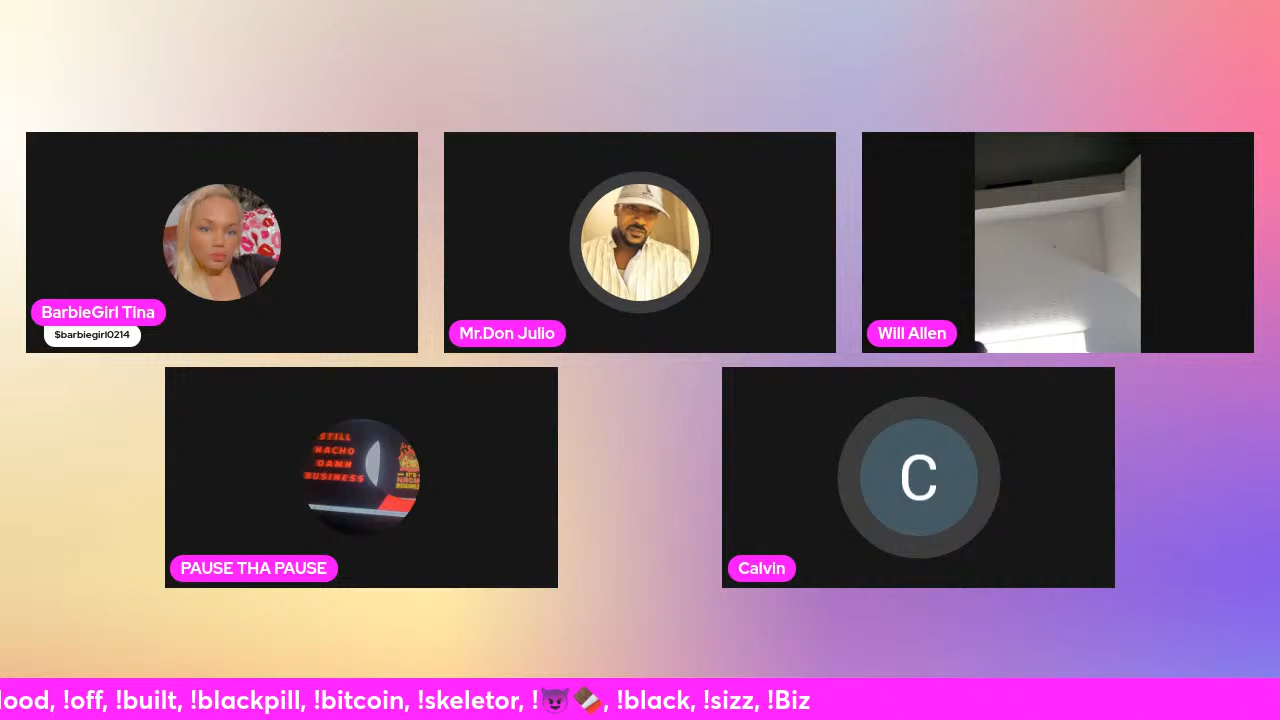 BarbieGirl Tina
$barbiegirl0214
Mr.Don Julio
Will Allen
STILL
NACHO
DAMN
BUSINESS
PAUSE THA PAUSE
C
Calvin
lood, !off, !built, !blackpill, !bitcoin, !skeletor, !😈🍫, !black, !sizz, !Biz